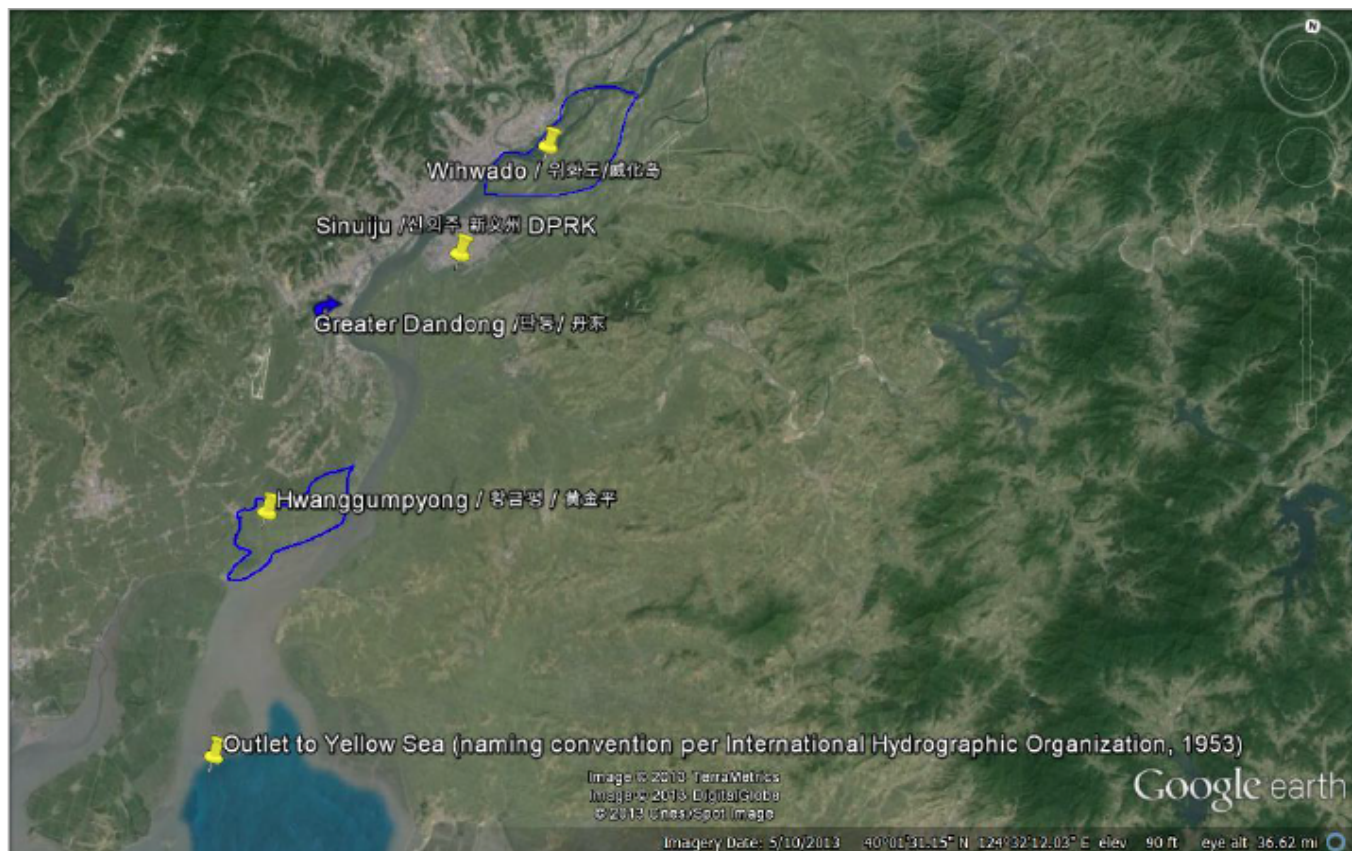 N
Wihwado / 위화도/威化岛
Sinuiju /신의주 新义州 DPRK
Greater Dandong /단둥/ 丹东
Hwanggumpyong / 황금평 / 黄金平
Outlet to Yellow Sea (naming convention per International Hydrographic Organization, 1953)
Image © 2013 TerraMetrics
Image © 2013 DigitalGlobe
© 2013 Cnes/Spot Image
Google earth
Imagery Date: 5/10/2013 40°01'31.15" N 124°32'12.03" E elev 90 ft eye alt 36.62 mi